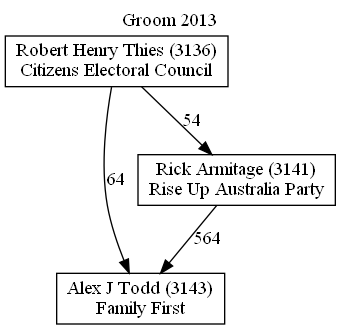 Groom 2013
Robert Henry Thies (3136)
Citizens Electoral Council
54
64
Rick Armitage (3141)
Rise Up Australia Party
564
Alex J Todd (3143)
Family First